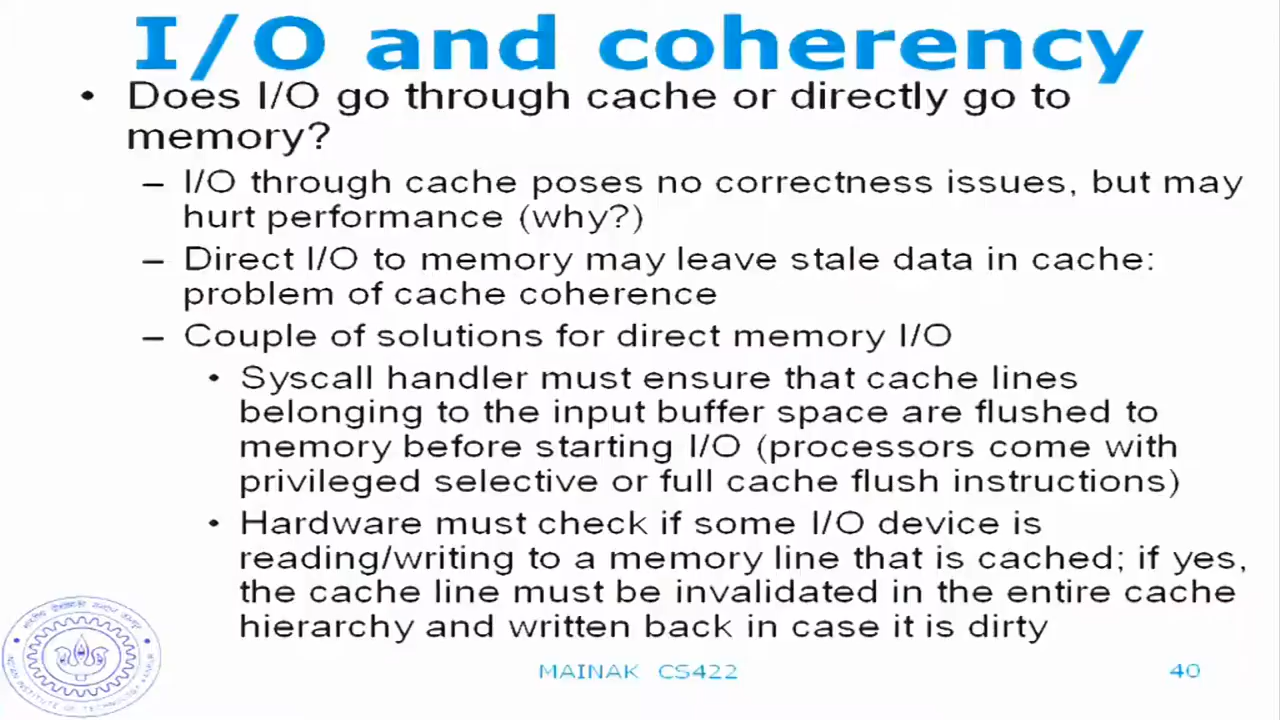 I/O and coherency
• Does I/O go through cache or directly go to
memory?
– I/O through cache poses no correctness issues, but may
hurt performance (why?)
– Direct I/O to memory may leave stale data in cache:
problem of cache coherence
– Couple of solutions for direct memory I/O
• Syscall handler must ensure that cache lines
belonging to the input buffer space are flushed to
memory before starting I/O (processors come with
privileged selective or full cache flush instructions)
• Hardware must check if some I/O device is
reading/writing to a memory line that is cached; if yes,
the cache line must be invalidated in the entire cache
hierarchy and written back in case it is dirty
INDIAN INSTITUTE OF TECHNOLOGY KANPUR
MAINAK CS422
40